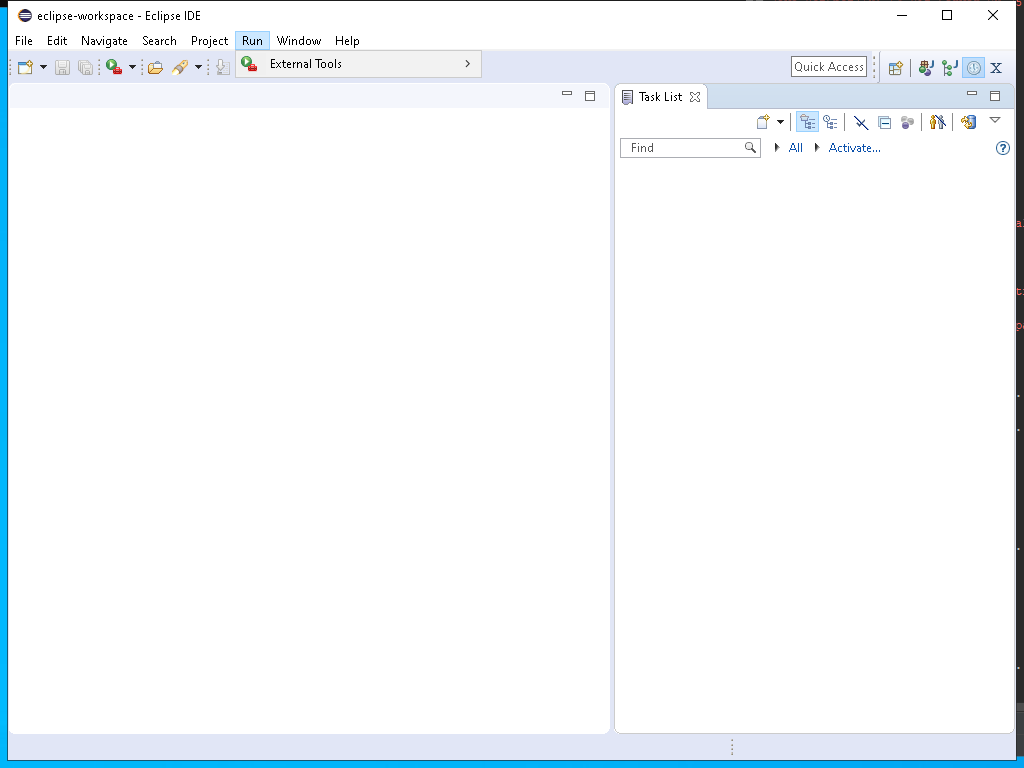 eclipse-workspace - Eclipse IDE
File Edit Navigate Search Project Run Window Help
External Tools
Quick Access
Task List
Find All Activate...